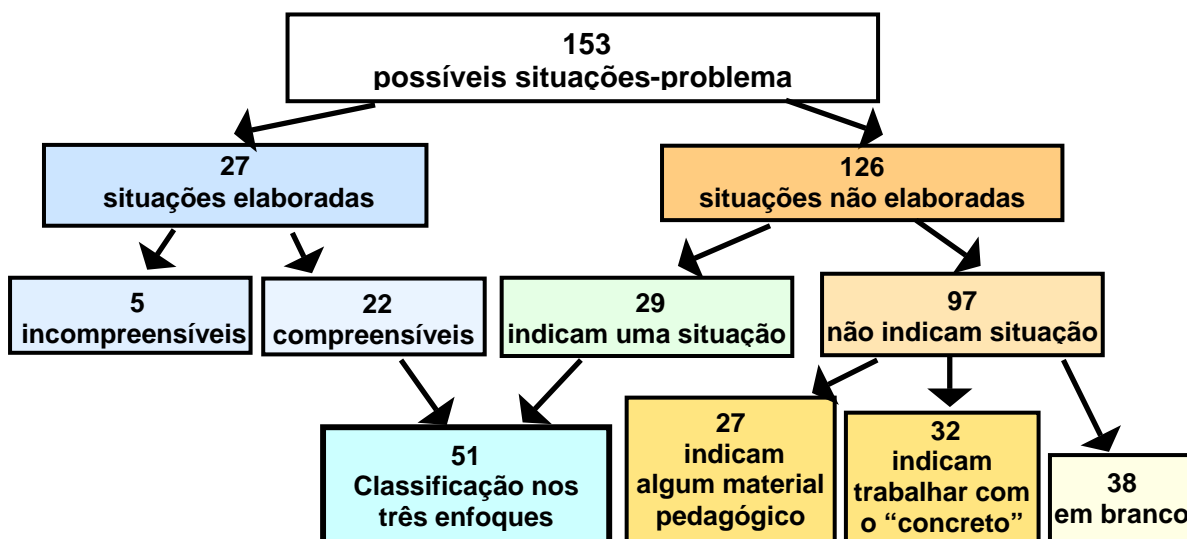 153
possíveis situações-problema
27
situações elaboradas
126
situações não elaboradas
5
incompreensíveis
22
compreensíveis
29
indicam uma situação
97
não indicam situação
51
Classificação nos
três enfoques
27
indicam
algum material
pedagógico
32
indicam
trabalhar com
o “concreto”
38
em branco